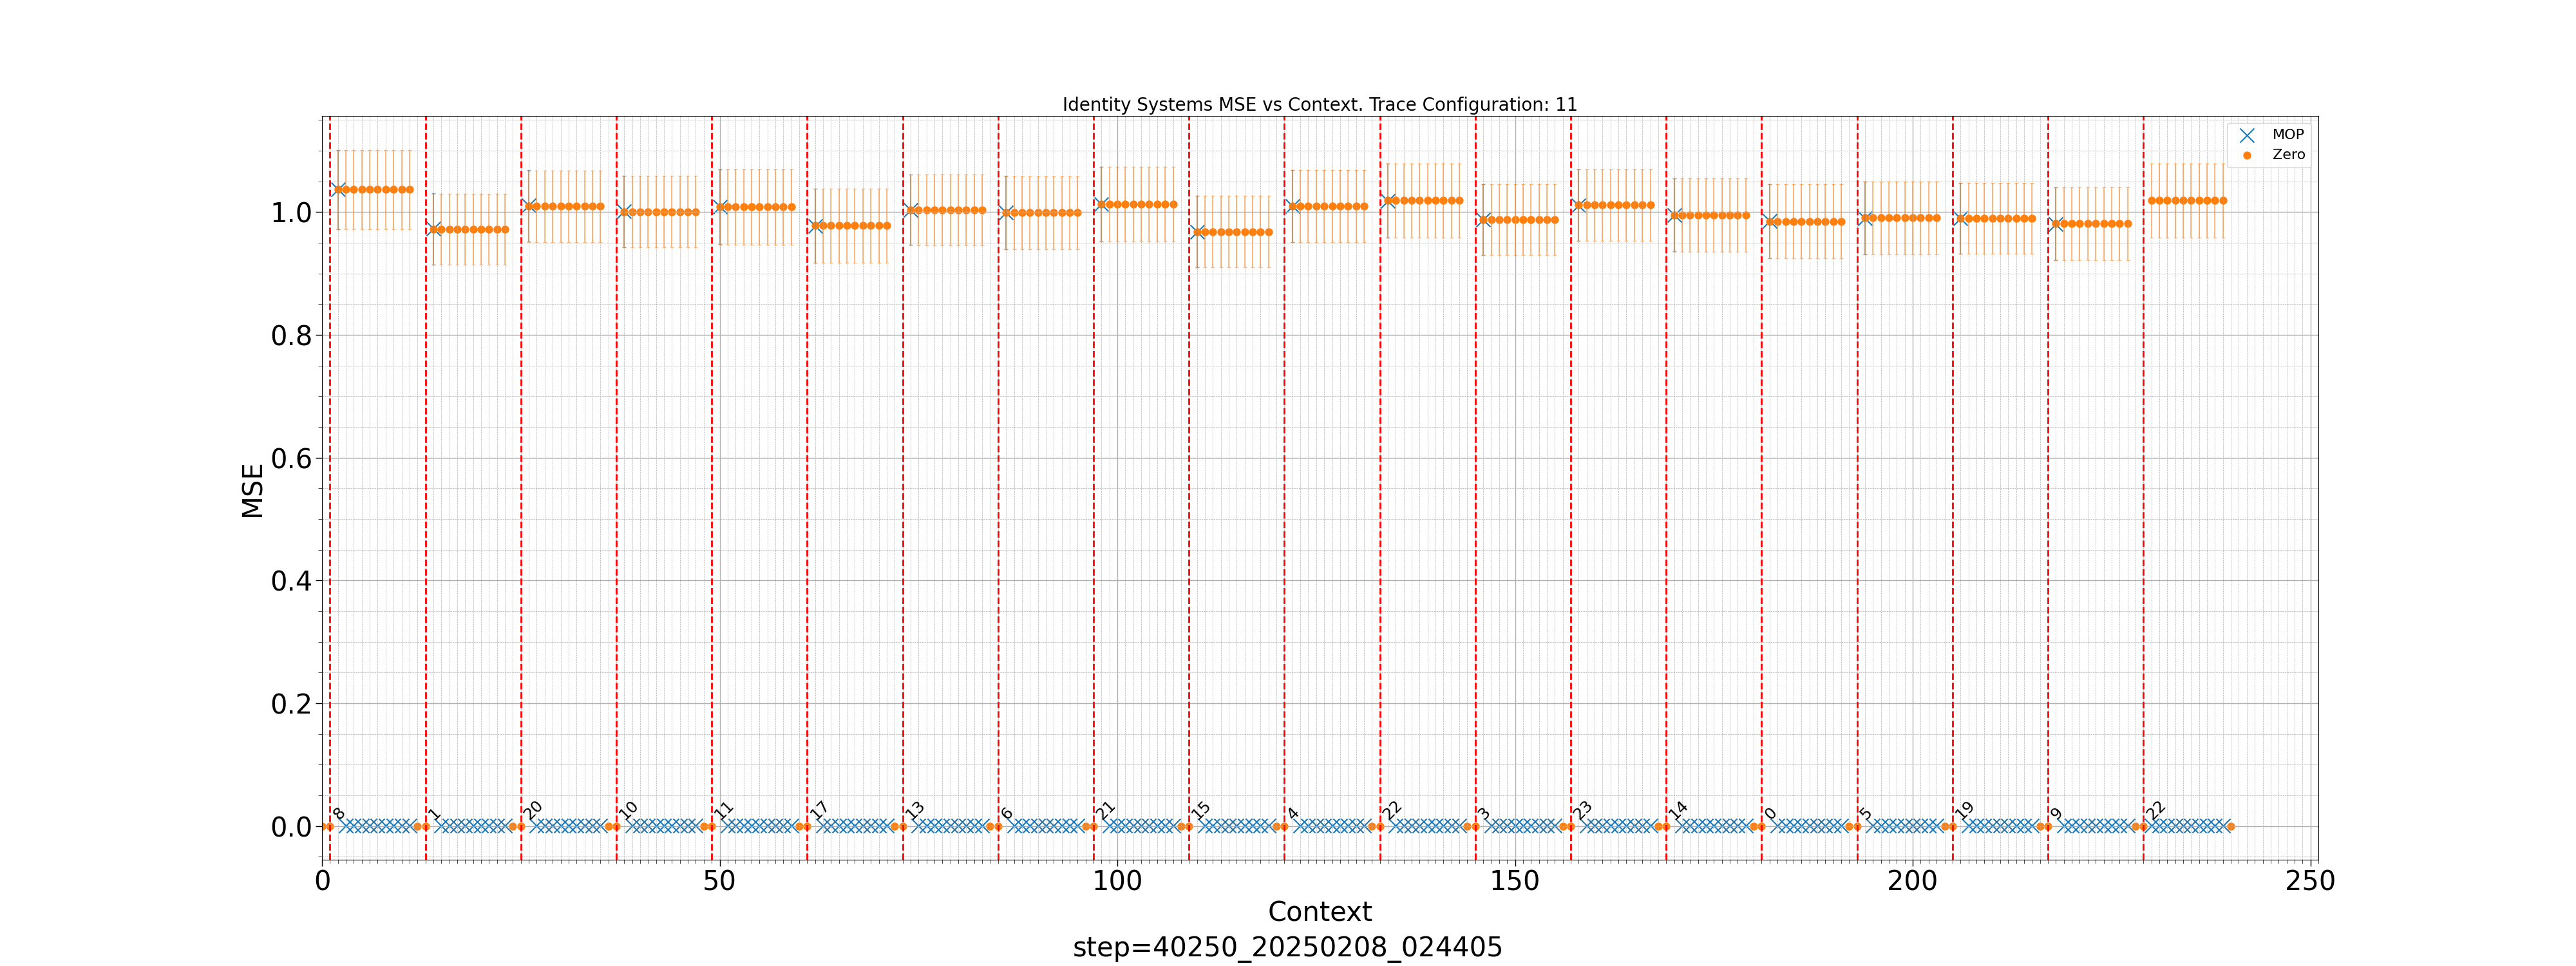 Identity Systems MSE vs Context. Trace Configuration: 11
MOP
Zero
1.0
0.8
0.6
0.4
0.2
0.0
MSE
8 1 20 10 11 17 13 6 21 15 4 22 3 23 14 0 5 19 9 22
0 50 100 150 200 250
Context
step=40250_20250208_024405